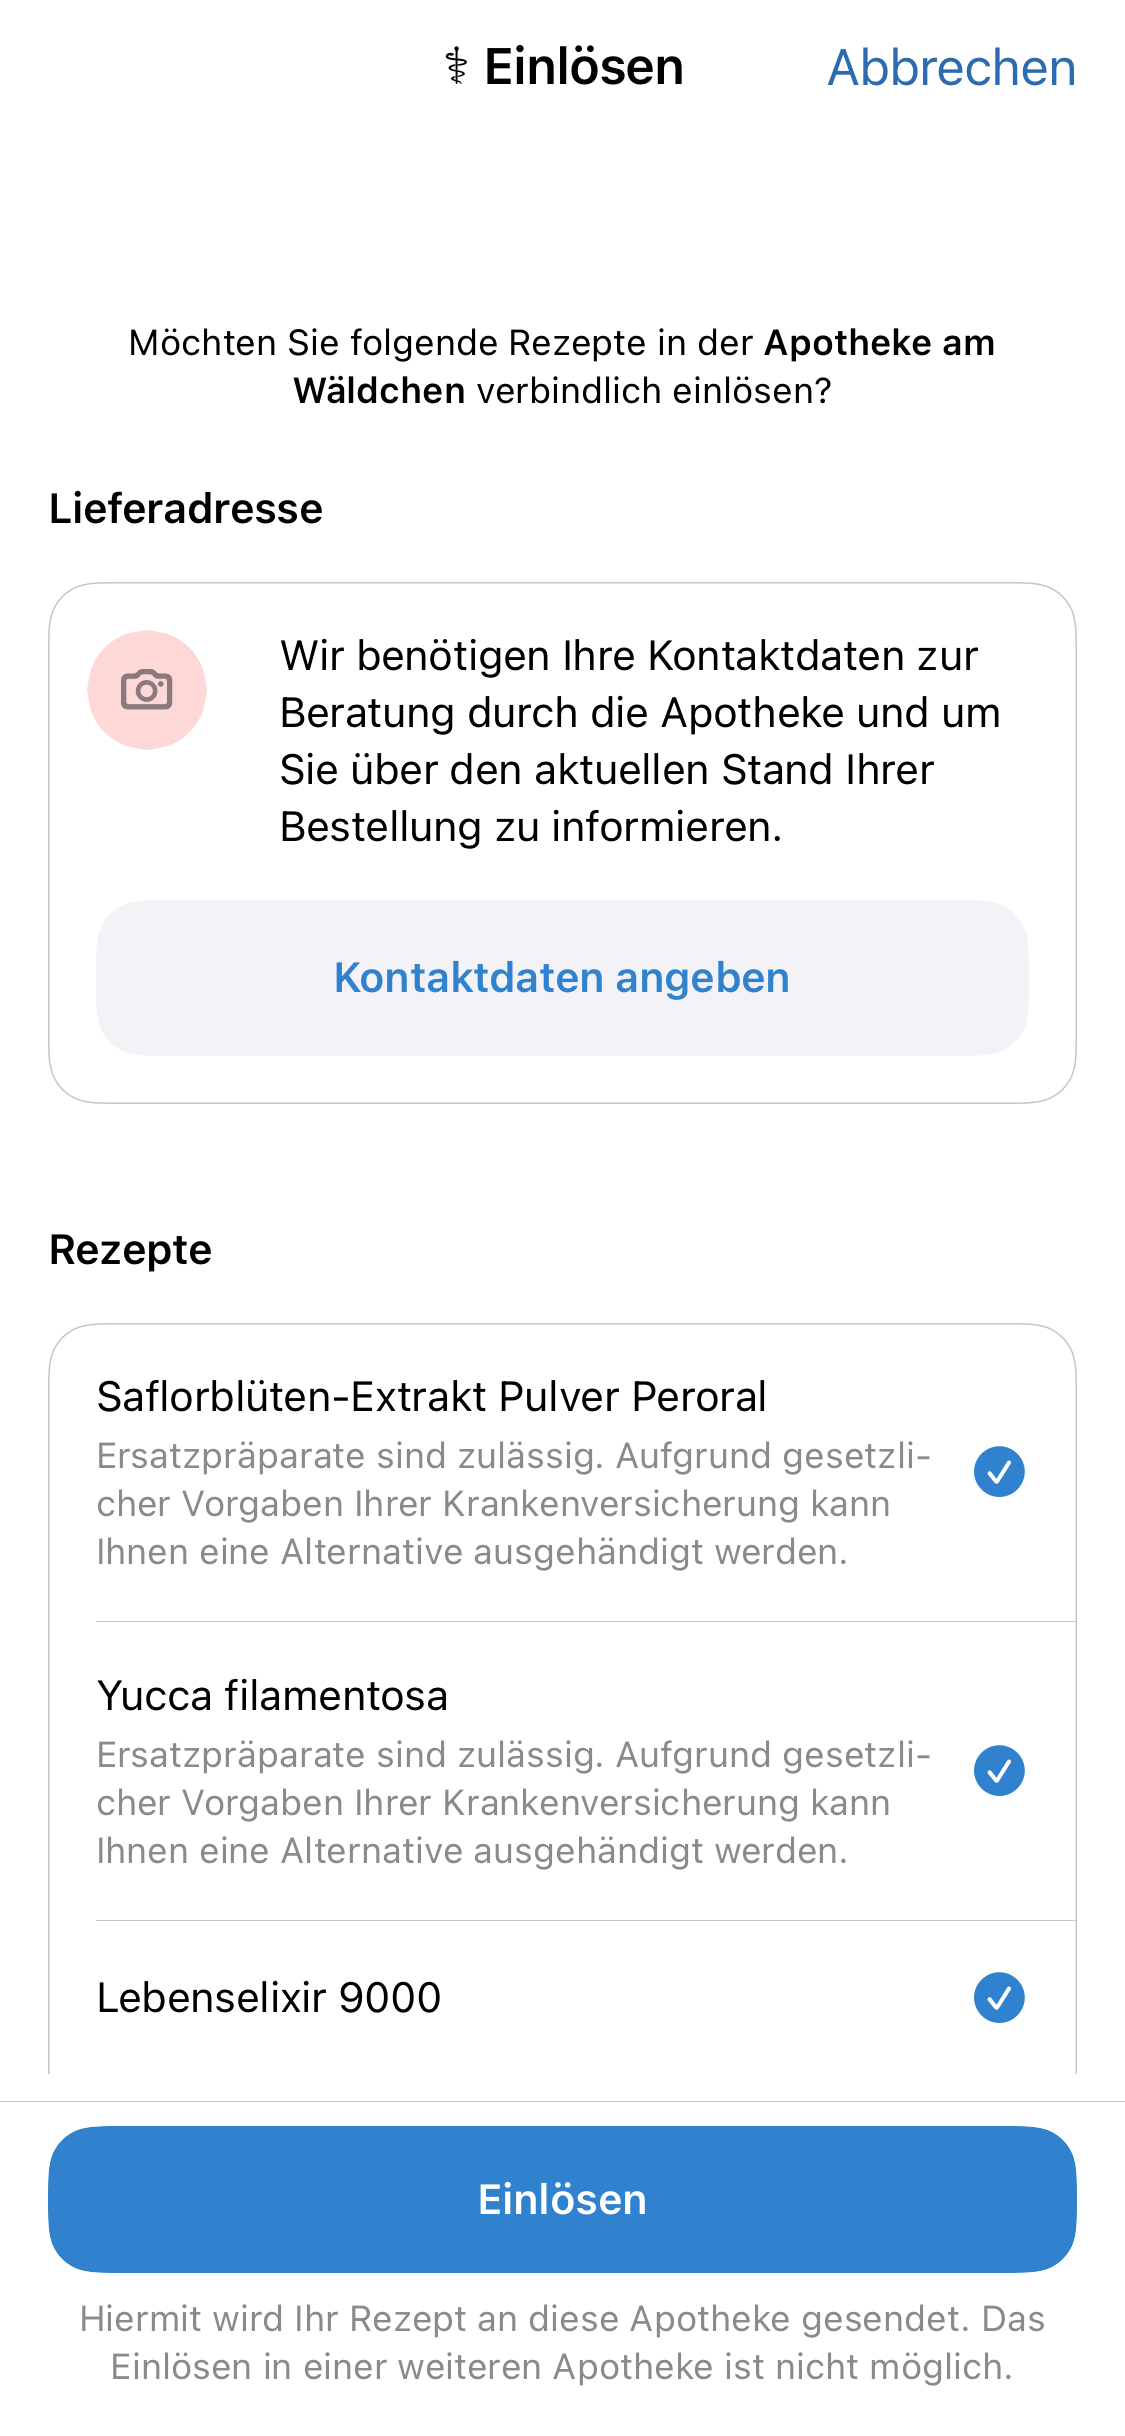 ⚕ Einlösen
Abbrechen
Möchten Sie folgende Rezepte in der Apotheke am
Wäldchen verbindlich einlösen?
Lieferadresse
Wir benötigen Ihre Kontaktdaten zur
Beratung durch die Apotheke und um
Sie über den aktuellen Stand Ihrer
Bestellung zu informieren.
Kontaktdaten angeben
Rezepte
Saflorblüten-Extrakt Pulver Peroral
Ersatzpräparate sind zulässig. Aufgrund gesetzli-
cher Vorgaben Ihrer Krankenversicherung kann
Ihnen eine Alternative ausgehändigt werden.
Yucca filamentosa
Ersatzpräparate sind zulässig. Aufgrund gesetzli-
cher Vorgaben Ihrer Krankenversicherung kann
Ihnen eine Alternative ausgehändigt werden.
Lebenselixir 9000
Einlösen
Hiermit wird Ihr Rezept an diese Apotheke gesendet. Das
Einlösen in einer weiteren Apotheke ist nicht möglich.